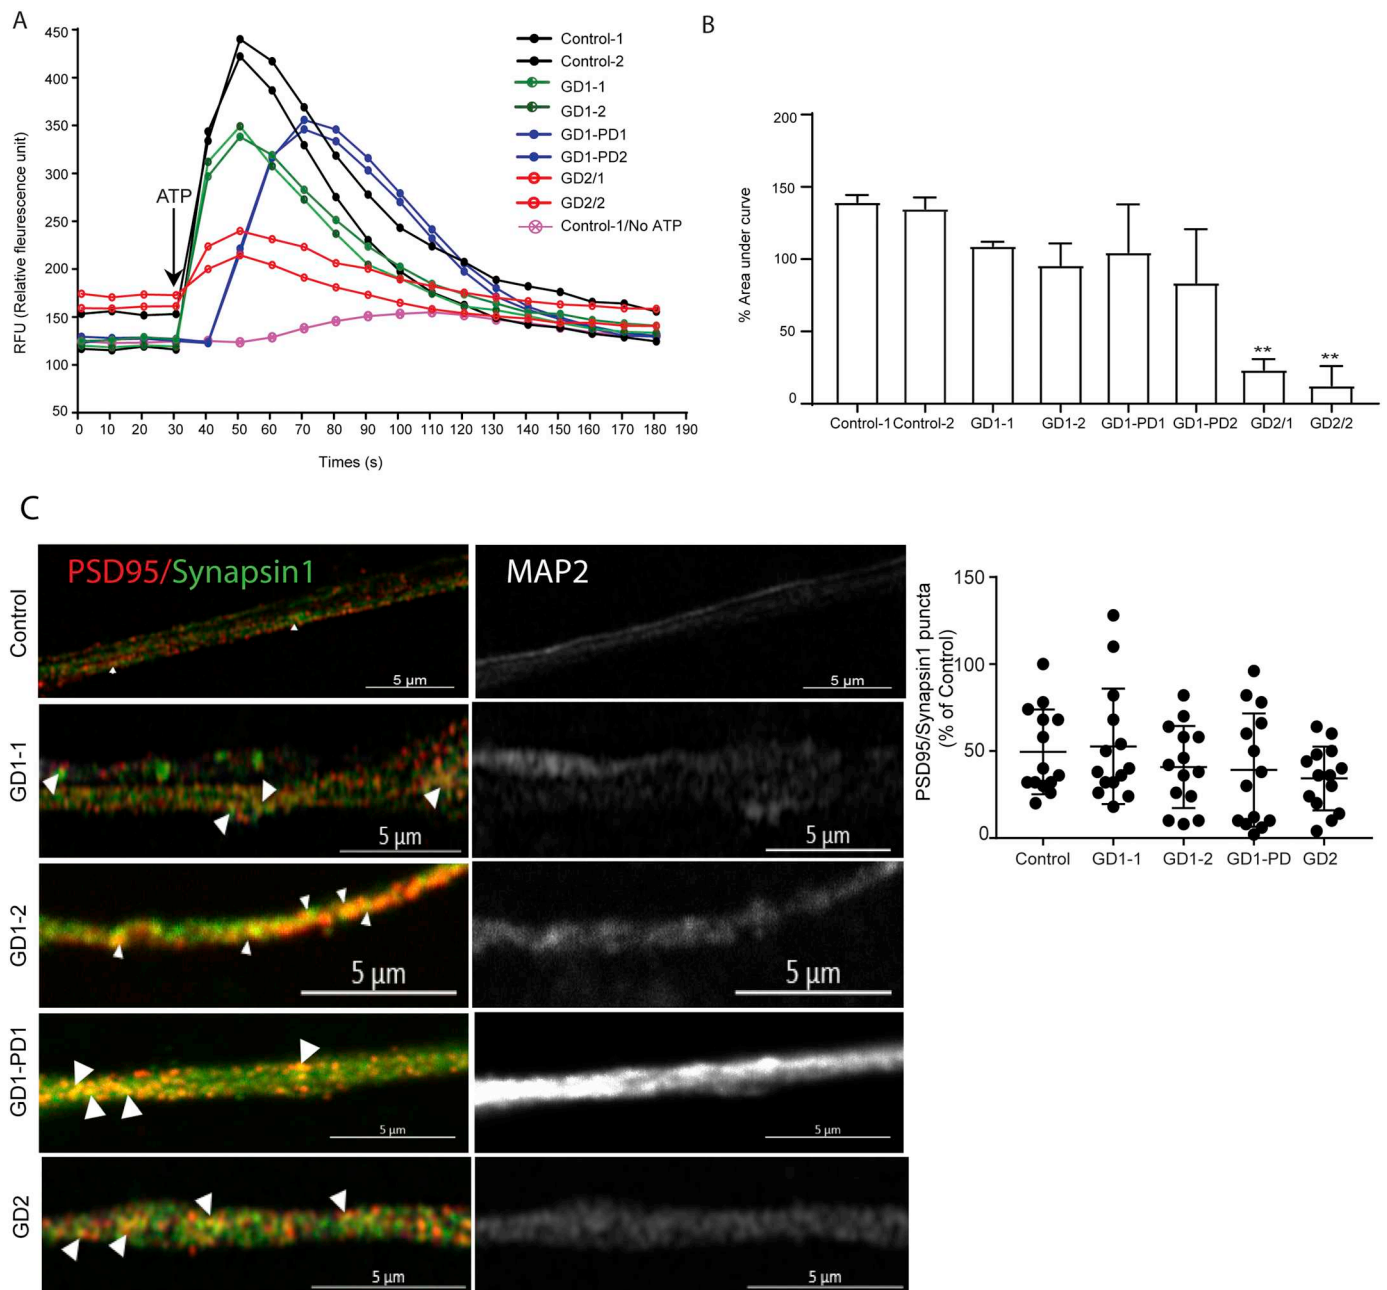 A
RFU (Relative fleurescence unit)
450
400
350
300
250
200
150
100
50
ATP
0 10 20 30 40 50 60 70 80 90 100 110 120 130 140 150 160 170 180 190
Times (s)
Control-1
Control-2
GD1-1
GD1-2
GD1-PD1
GD1-PD2
GD2/1
GD2/2
Control-1/No ATP
B
% Area under curve
200
150
100
50
0
** **
Control-1 Control-2 GD1-1 GD1-2 GD1-PD1 GD1-PD2 GD2/1 GD2/2
C
Control
PSD95/Synapsin1
5 µm
MAP2
5 µm
GD1-1
5 µm
5 µm
GD1-2
5 µm
5 µm
GD1-PD1
5 µm
5 µm
GD2
5 µm
5 µm
PSD95/Synapsin1 puncta
(% of Control)
150
100
50
0
Control GD1-1 GD1-2 GD1-PD GD2